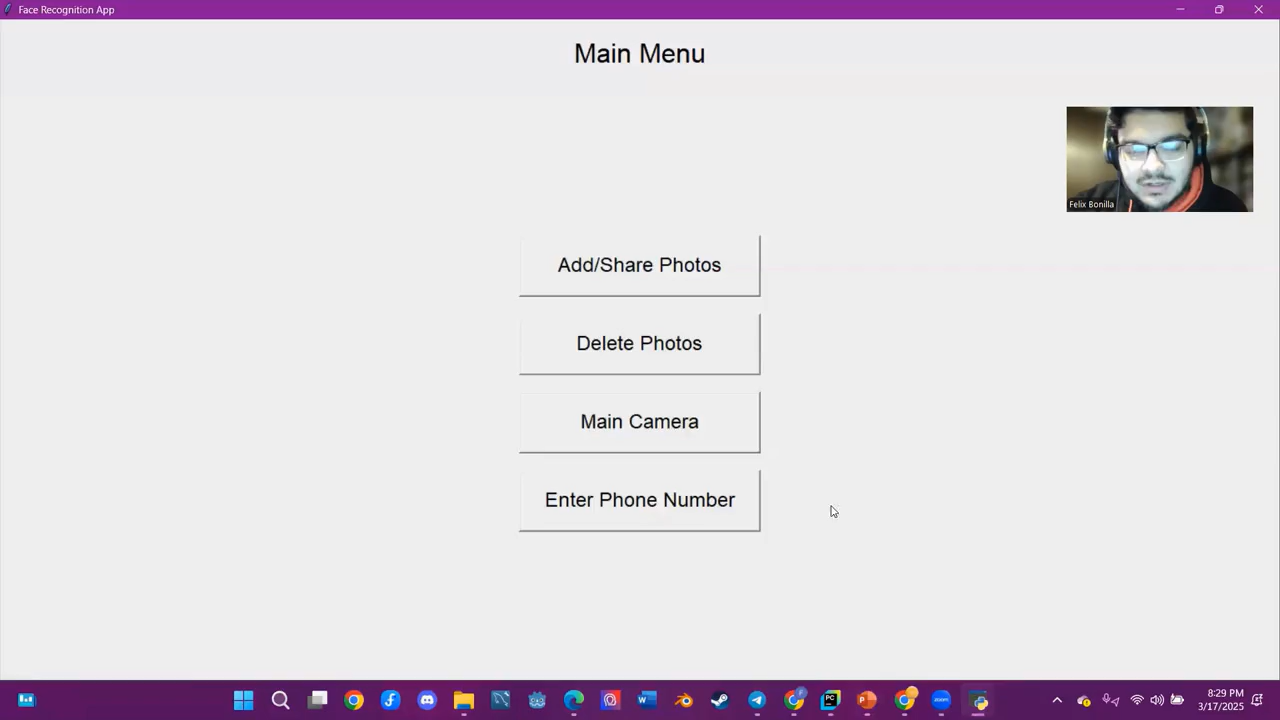 Face Recognition App
Main Menu
Felix Bonilla
Add/Share Photos
Delete Photos
Main Camera
Enter Phone Number
8:29 PM
3/17/2025